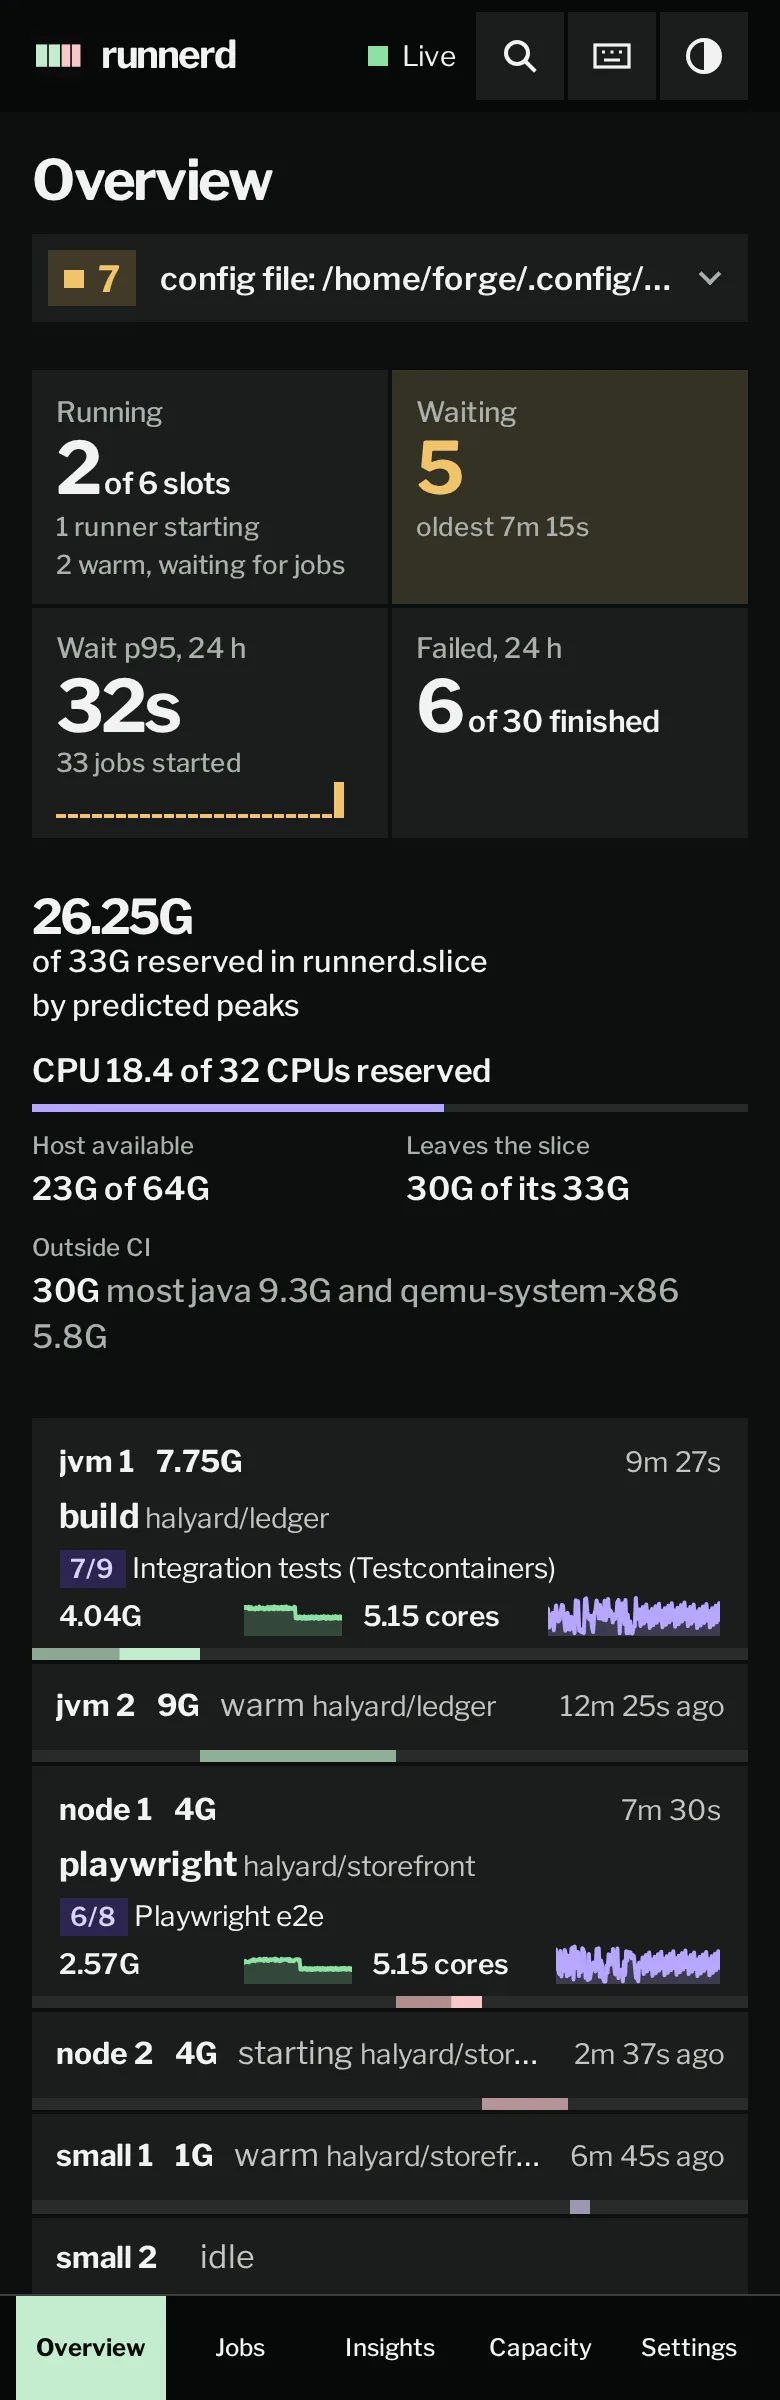 runnerd
Live
Overview
7 config file: /home/forge/.config/...
Running
2 of 6 slots
1 runner starting
2 warm, waiting for jobs
Waiting
5
oldest 7m 15s
Wait p95, 24 h
32s
33 jobs started
Failed, 24 h
6 of 30 finished
26.25G
of 33G reserved in runnerd.slice
by predicted peaks
CPU 18.4 of 32 CPUs reserved
Host available
23G of 64G
Leaves the slice
30G of its 33G
Outside CI
30G most java 9.3G and qemu-system-x86
5.8G
jvm 1 7.75G 9m 27s
build halyard/ledger
7/9 Integration tests (Testcontainers)
4.04G 5.15 cores
jvm 2 9G warm halyard/ledger 12m 25s ago
node 1 4G 7m 30s
playwright halyard/storefront
6/8 Playwright e2e
2.57G 5.15 cores
node 2 4G starting halyard/stor... 2m 37s ago
small 1 1G warm halyard/storefr... 6m 45s ago
small 2 idle
Overview Jobs Insights Capacity Settings